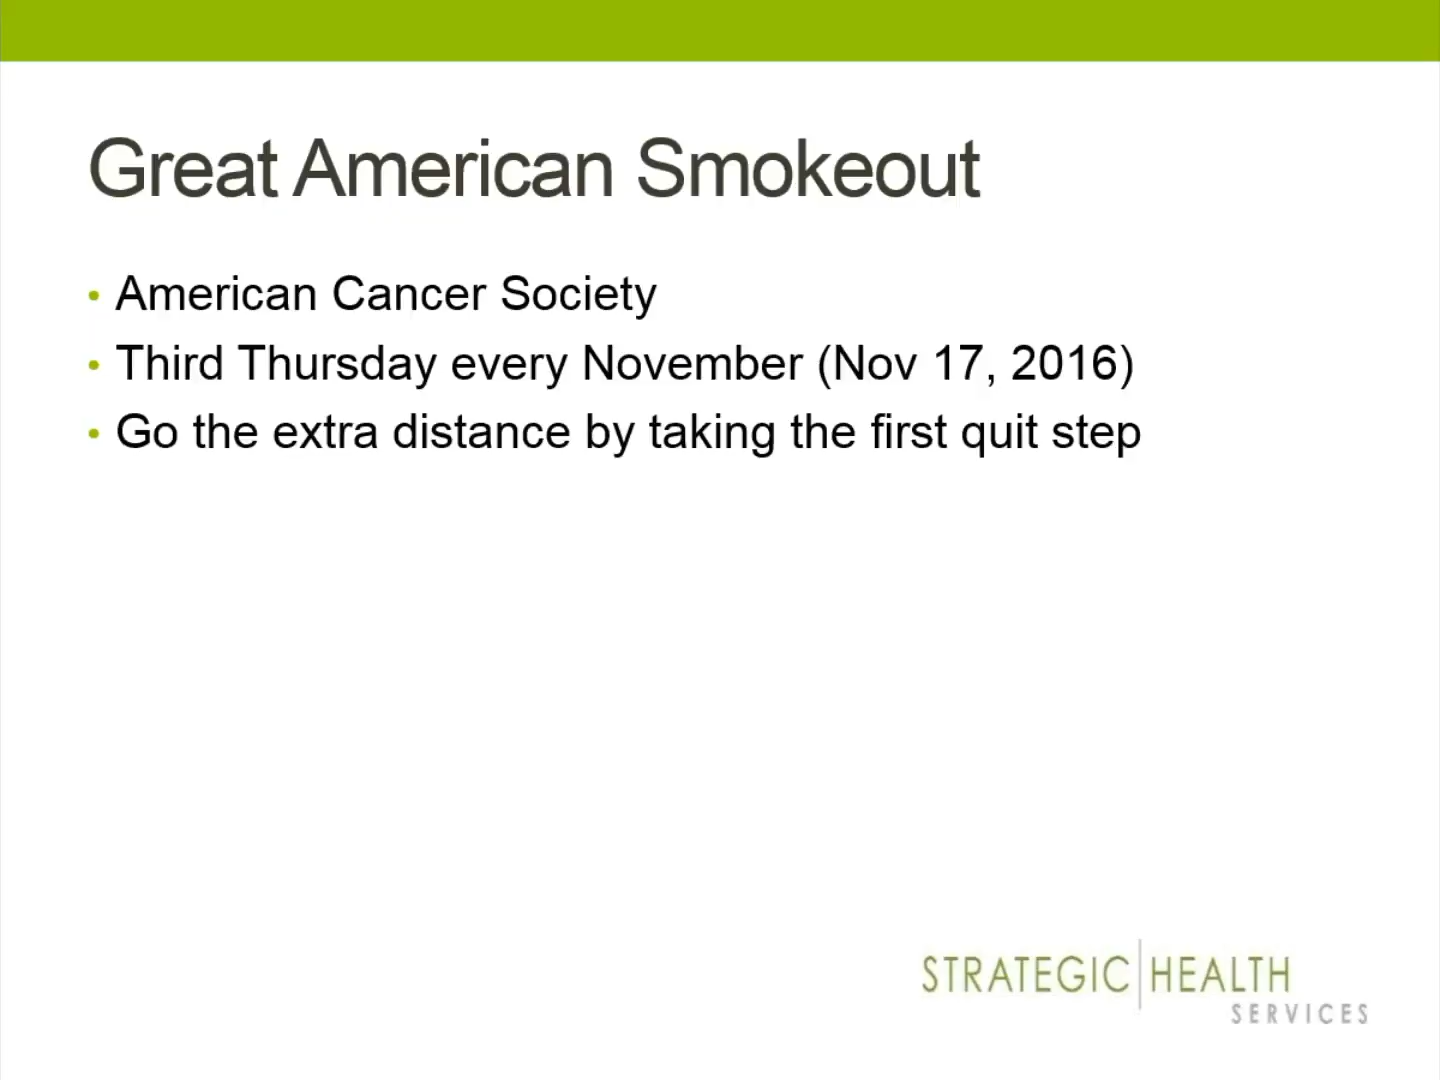 Great American Smokeout
• American Cancer Society
• Third Thursday every November (Nov 17, 2016)
• Go the extra distance by taking the first quit step
STRATEGIC HEALTH
SERVICES